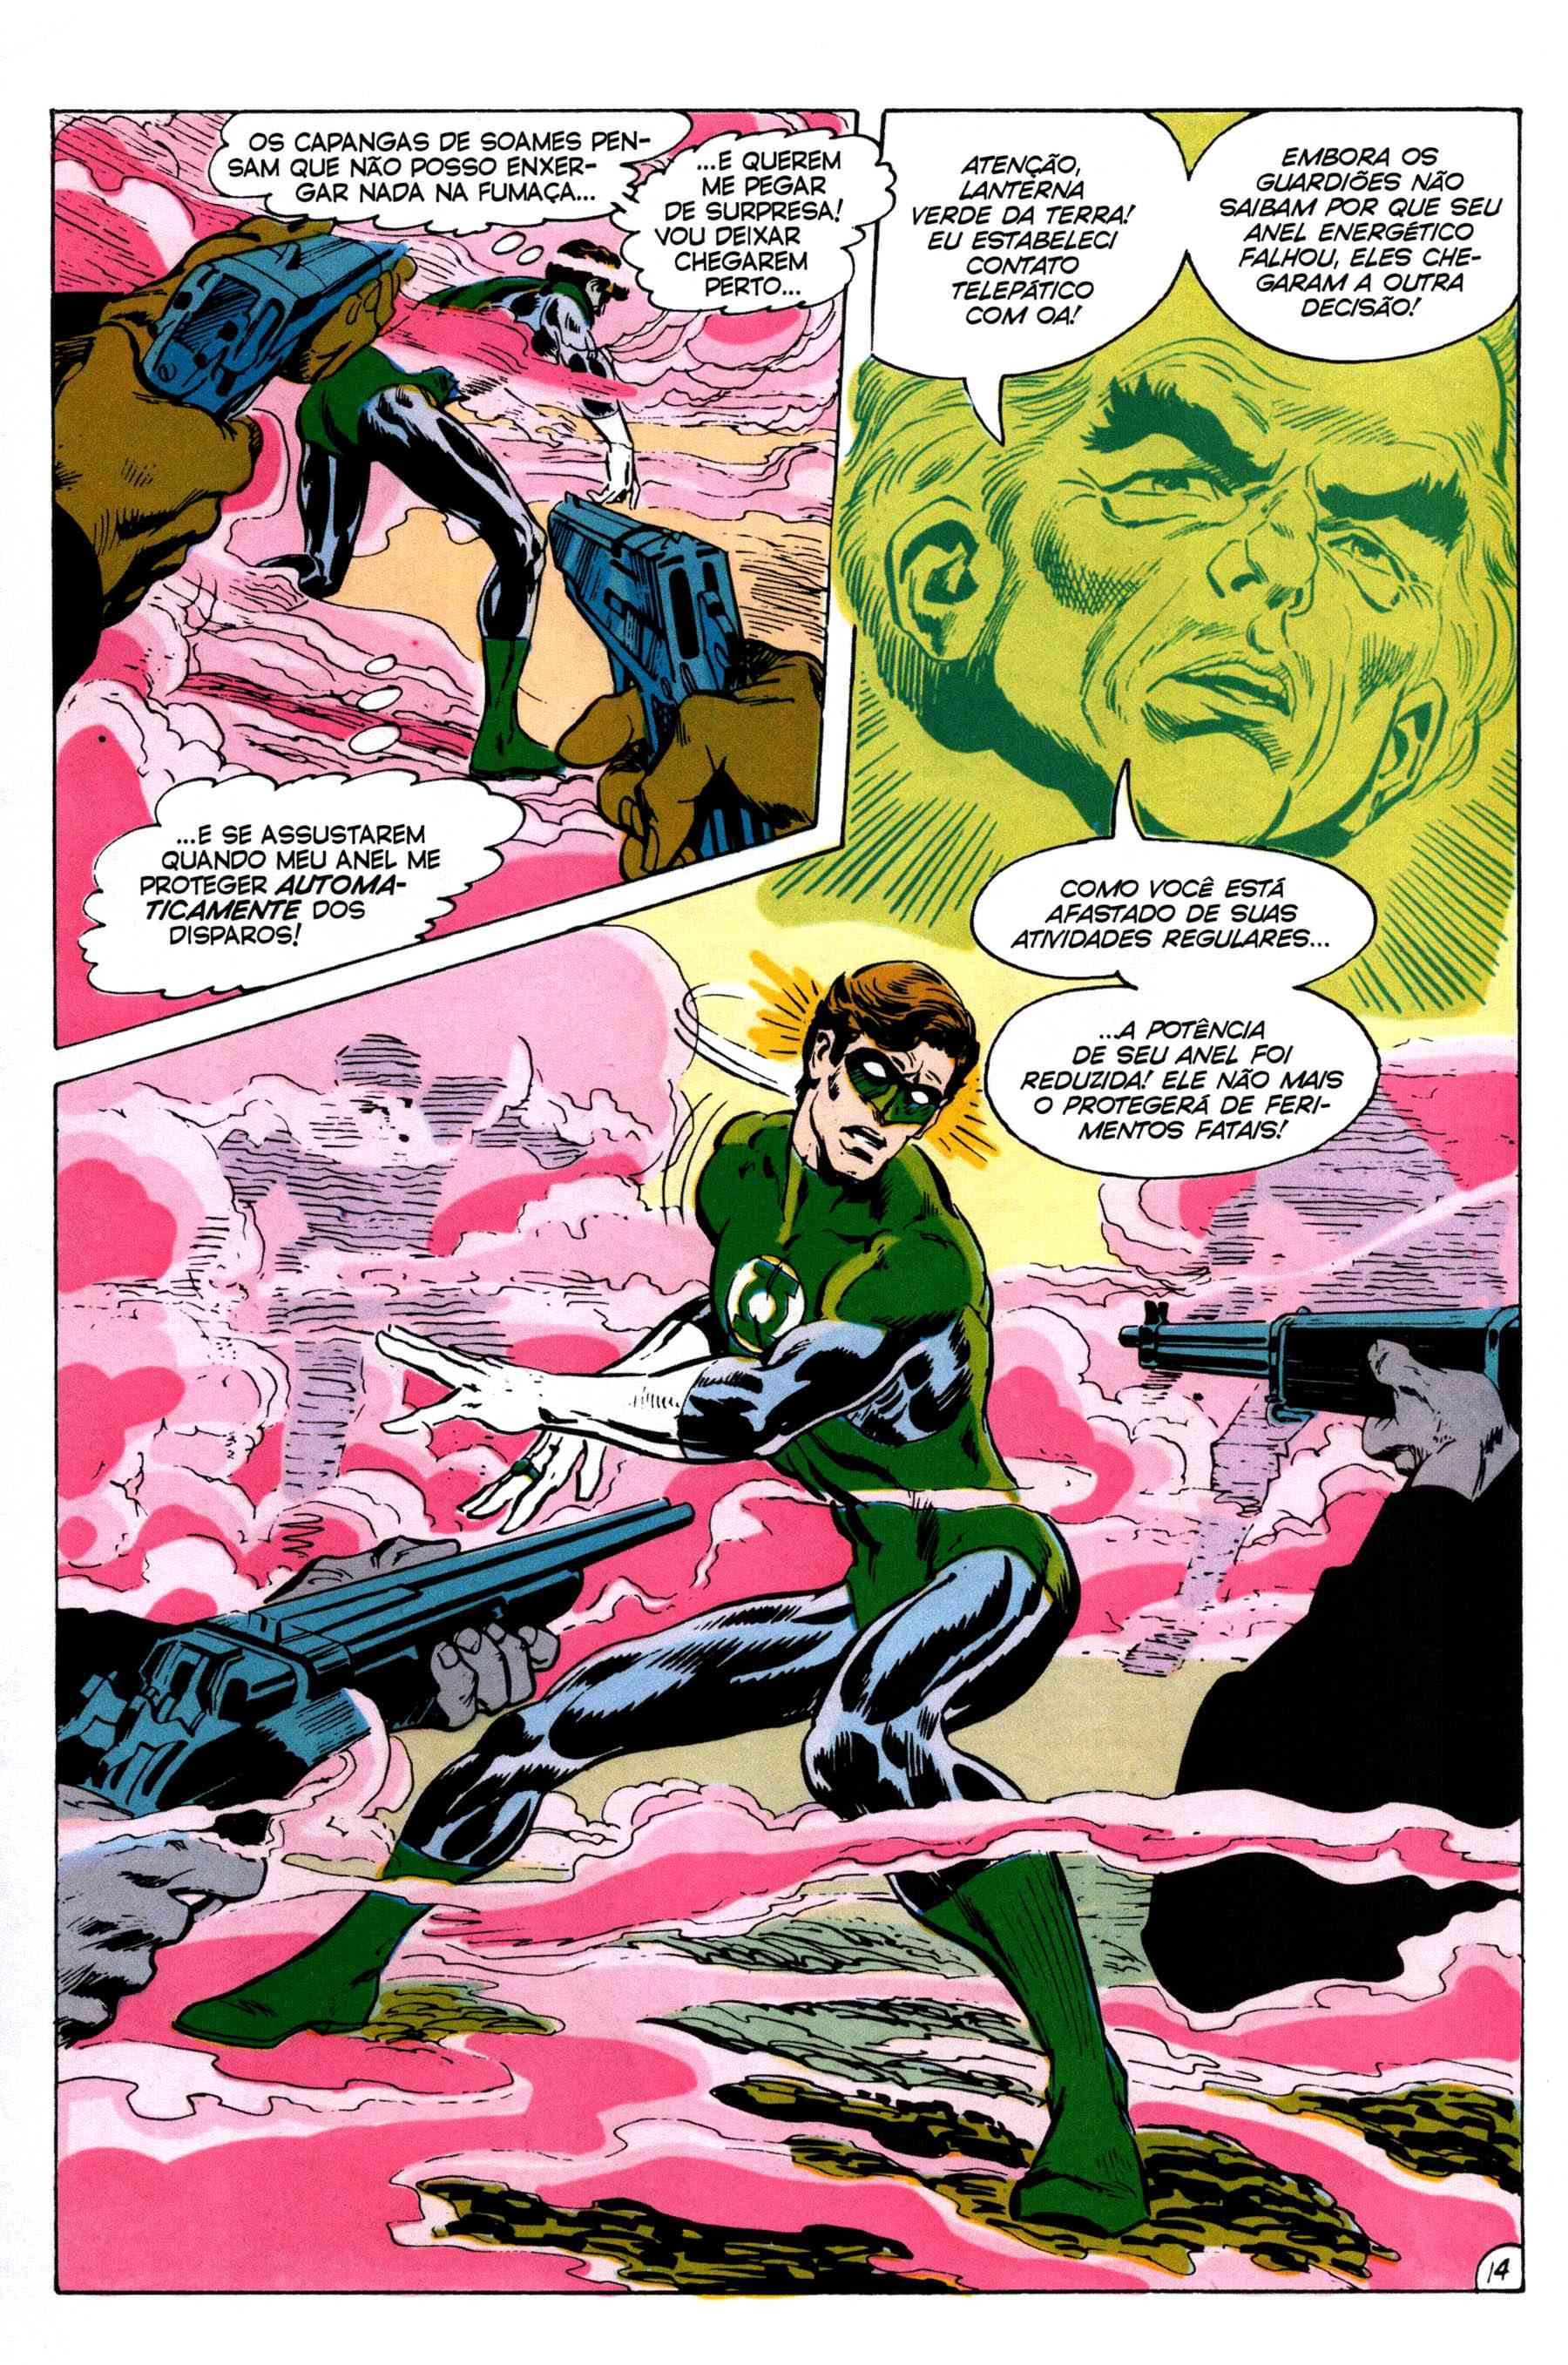 OS CAPANGAS DE SOAMES PEN-
SAM QUE NÃO POSSO ENXER-
GAR NADA NA FUMAÇA...
...E QUEREM
ME PEGAR
DE SURPRESA!
VOU DEIXAR
CHEGAREM
PERTO...
...E SE ASSUSTAREM
QUANDO MEU ANEL ME
PROTEGER AUTOMA-
TICAMENTE DOS
DISPAROS!
ATENÇÃO,
LANTERNA
VERDE DA TERRA!
EU ESTABELECI
CONTATO
TELEPÁTICO
COM OA!
EMBORA OS
GUARDIÕES NÃO
SAIBAM POR QUE SEU
ANEL ENERGÉTICO
FALHOU, ELES CHE-
GARAM A OUTRA
DECISÃO!
COMO VOCÊ ESTÁ
AFASTADO DE SUAS
ATIVIDADES REGULARES...
...A POTÊNCIA
DE SEU ANEL FOI
REDUZIDA! ELE NÃO MAIS
O PROTEGERÁ DE FERI-
MENTOS FATAIS!
14